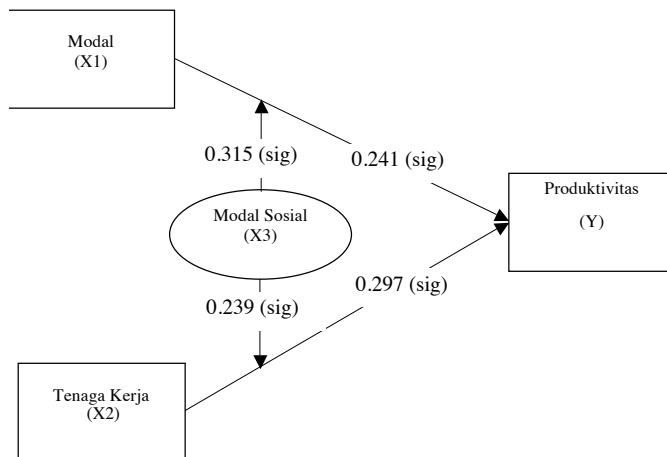 Modal
(X1)
0.315 (sig)
0.241 (sig)
Produktivitas
(Y)
Modal Sosial
(X3)
0.297 (sig)
0.239 (sig)
Tenaga Kerja
(X2)